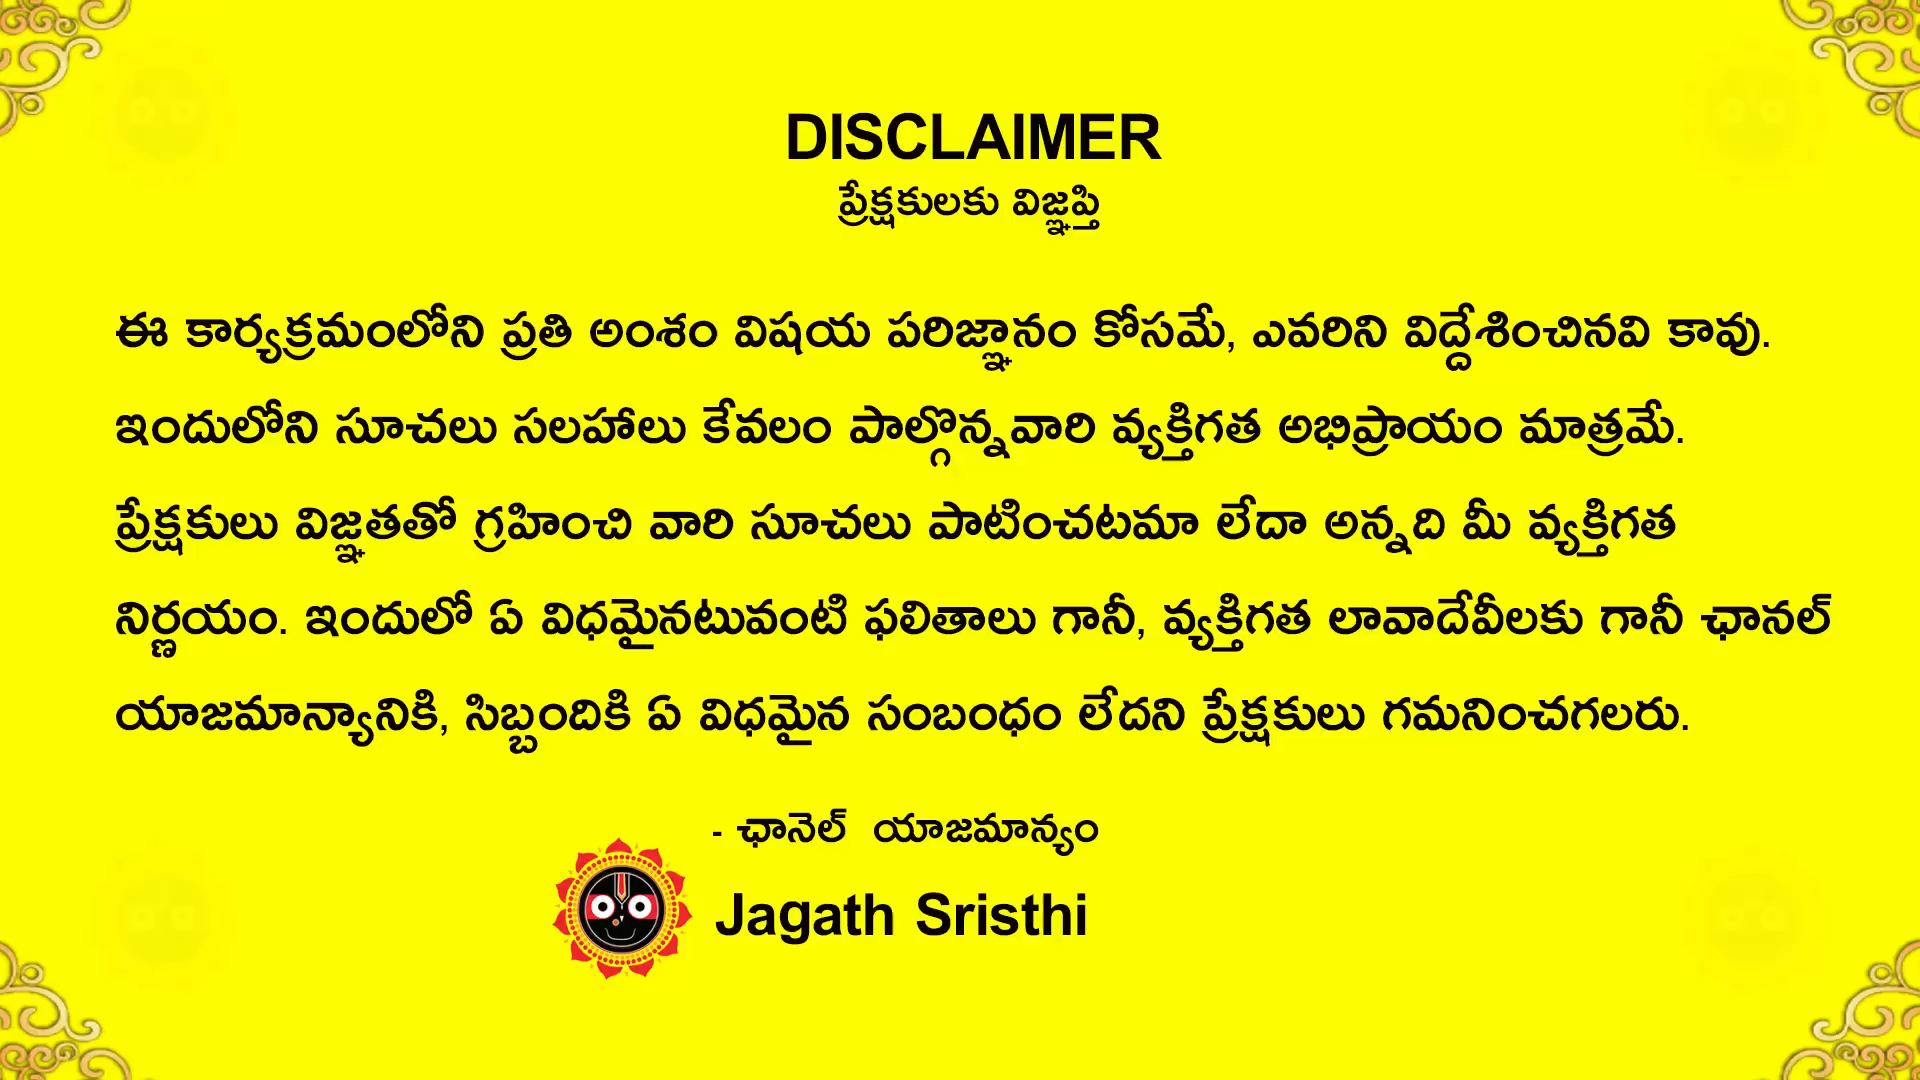 DISCLAIMER
ప్రేక్షకులకు విజ్ఞప్తి
ఈ కార్యక్రమంలోని ప్రతి అంశం విషయ పరిజ్ఞానం కోసమే, ఎవరిని విద్దేశించినవి కావు.
ఇందులోని సూచలు సలహాలు కేవలం పాల్గొన్నవారి వ్యక్తిగత అభిప్రాయం మాత్రమే.
ప్రేక్షకులు విజ్ఞతతో గ్రహించి వారి సూచలు పాటించటమా లేదా అన్నది మీ వ్యక్తిగత
నిర్ణయం. ఇందులో ఏ విధమైనటువంటి ఫలితాలు గానీ, వ్యక్తిగత లావాదేవీలకు గానీ ఛానల్
యాజమాన్యానికి, సిబ్బందికి ఏ విధమైన సంబంధం లేదని ప్రేక్షకులు గమనించగలరు.
- ఛానెల్ యాజమాన్యం
Jagath Sristhi